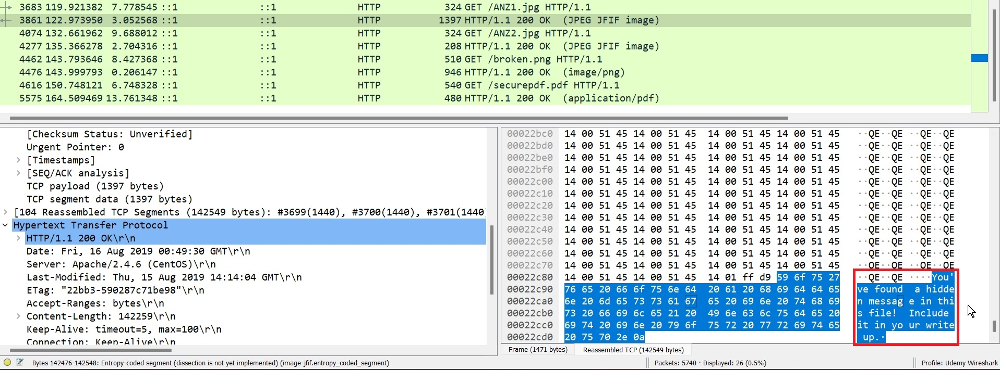 3683 119.921382 7.778545 ::1 ::1 HTTP 324 GET /ANZ1.jpg HTTP/1.1
3861 122.973950 3.052568 ::1 ::1 HTTP 1397 HTTP/1.1 200 OK (JPEG JFIF image)
4074 132.661962 9.688012 ::1 ::1 HTTP 324 GET /ANZ2.jpg HTTP/1.1
4277 135.366278 2.704316 ::1 ::1 HTTP 208 HTTP/1.1 200 OK (JPEG JFIF image)
4462 143.793646 8.427368 ::1 ::1 HTTP 510 GET /broken.png HTTP/1.1
4476 143.999793 0.206147 ::1 ::1 HTTP 946 HTTP/1.1 200 OK (image/png)
4616 150.748121 6.748328 ::1 ::1 HTTP 540 GET /securepdf.pdf HTTP/1.1
5575 164.509469 13.761348 ::1 ::1 HTTP 480 HTTP/1.1 200 OK (application/pdf)
[Checksum Status: Unverified]
Urgent Pointer: 0
[Timestamps]
[SEQ/ACK analysis]
TCP payload (1397 bytes)
TCP segment data (1397 bytes)
[104 Reassembled TCP Segments (142549 bytes): #3699(1440), #3700(1440), #3701(1440)
Hypertext Transfer Protocol
HTTP/1.1 200 OK\r\n
Date: Fri, 16 Aug 2019 00:49:30 GMT\r\n
Server: Apache/2.4.6 (CentOS)\r\n
Last-Modified: Thu, 15 Aug 2019 14:14:04 GMT\r\n
ETag: "22bb3-590287c71be98"\r\n
Accept-Ranges: bytes\r\n
Content-Length: 142259\r\n
Keep-Alive: timeout=5, max=100\r\n
Connection: Keep-Alive\r\n
00022bc0 14 00 51 45 14 00 51 45 14 00 51 45 14 00 51 45 ··QE··QE ··QE··QE
00022bd0 14 00 51 45 14 00 51 45 14 00 51 45 14 00 51 45 ··QE··QE ··QE··QE
00022be0 14 00 51 45 14 00 51 45 14 00 51 45 14 00 51 45 ··QE··QE ··QE··QE
00022bf0 14 00 51 45 14 00 51 45 14 00 51 45 14 00 51 45 ··QE··QE ··QE··QE
00022c00 14 00 51 45 14 00 51 45 14 00 51 45 14 00 51 45 ··QE··QE ··QE··QE
00022c10 14 00 51 45 14 00 51 45 14 00 51 45 14 00 51 45 ··QE··QE ··QE··QE
00022c20 14 00 51 45 14 00 51 45 14 00 51 45 14 00 51 45 ··QE··QE ··QE··QE
00022c30 14 00 51 45 14 00 51 45 14 00 51 45 14 00 51 45 ··QE··QE ··QE··QE
00022c40 14 00 51 45 14 00 51 45 14 00 51 45 14 00 51 45 ··QE··QE ··QE··QE
00022c50 14 00 51 45 14 00 51 45 14 00 51 45 14 00 51 45 ··QE··QE ··QE··QE
00022c60 14 00 51 45 14 00 51 45 14 00 51 45 14 00 51 45 ··QE··QE ··QE··QE
00022c70 14 00 51 45 14 00 51 45 14 00 51 45 14 00 51 45 ··QE··QE ··QE··QE
00022c80 14 00 51 45 14 00 51 45 14 01 ff d9 59 6f 75 27 ··QE··QE ····You'
00022c90 76 65 20 66 6f 75 6e 64 20 61 20 68 69 64 64 65 ve found a hidde
00022ca0 6e 20 6d 65 73 73 61 67 65 20 69 6e 20 74 68 69 n messag e in thi
00022cb0 73 20 66 69 6c 65 21 20 49 6e 63 6c 75 64 65 20 s file! Include
00022cc0 69 74 20 69 6e 20 79 6f 75 72 20 77 72 69 74 65 it in yo ur write
00022cd0 20 75 70 2e 0a up.·
Frame (1471 bytes) Reassembled TCP (142549 bytes)
Bytes 142476-142548: Entropy-coded segment (dissection is not yet implemented) (image-jfif.entropy_coded_segment) Packets: 5740 · Displayed: 26 (0.5%) Profile: Udemy Wireshark